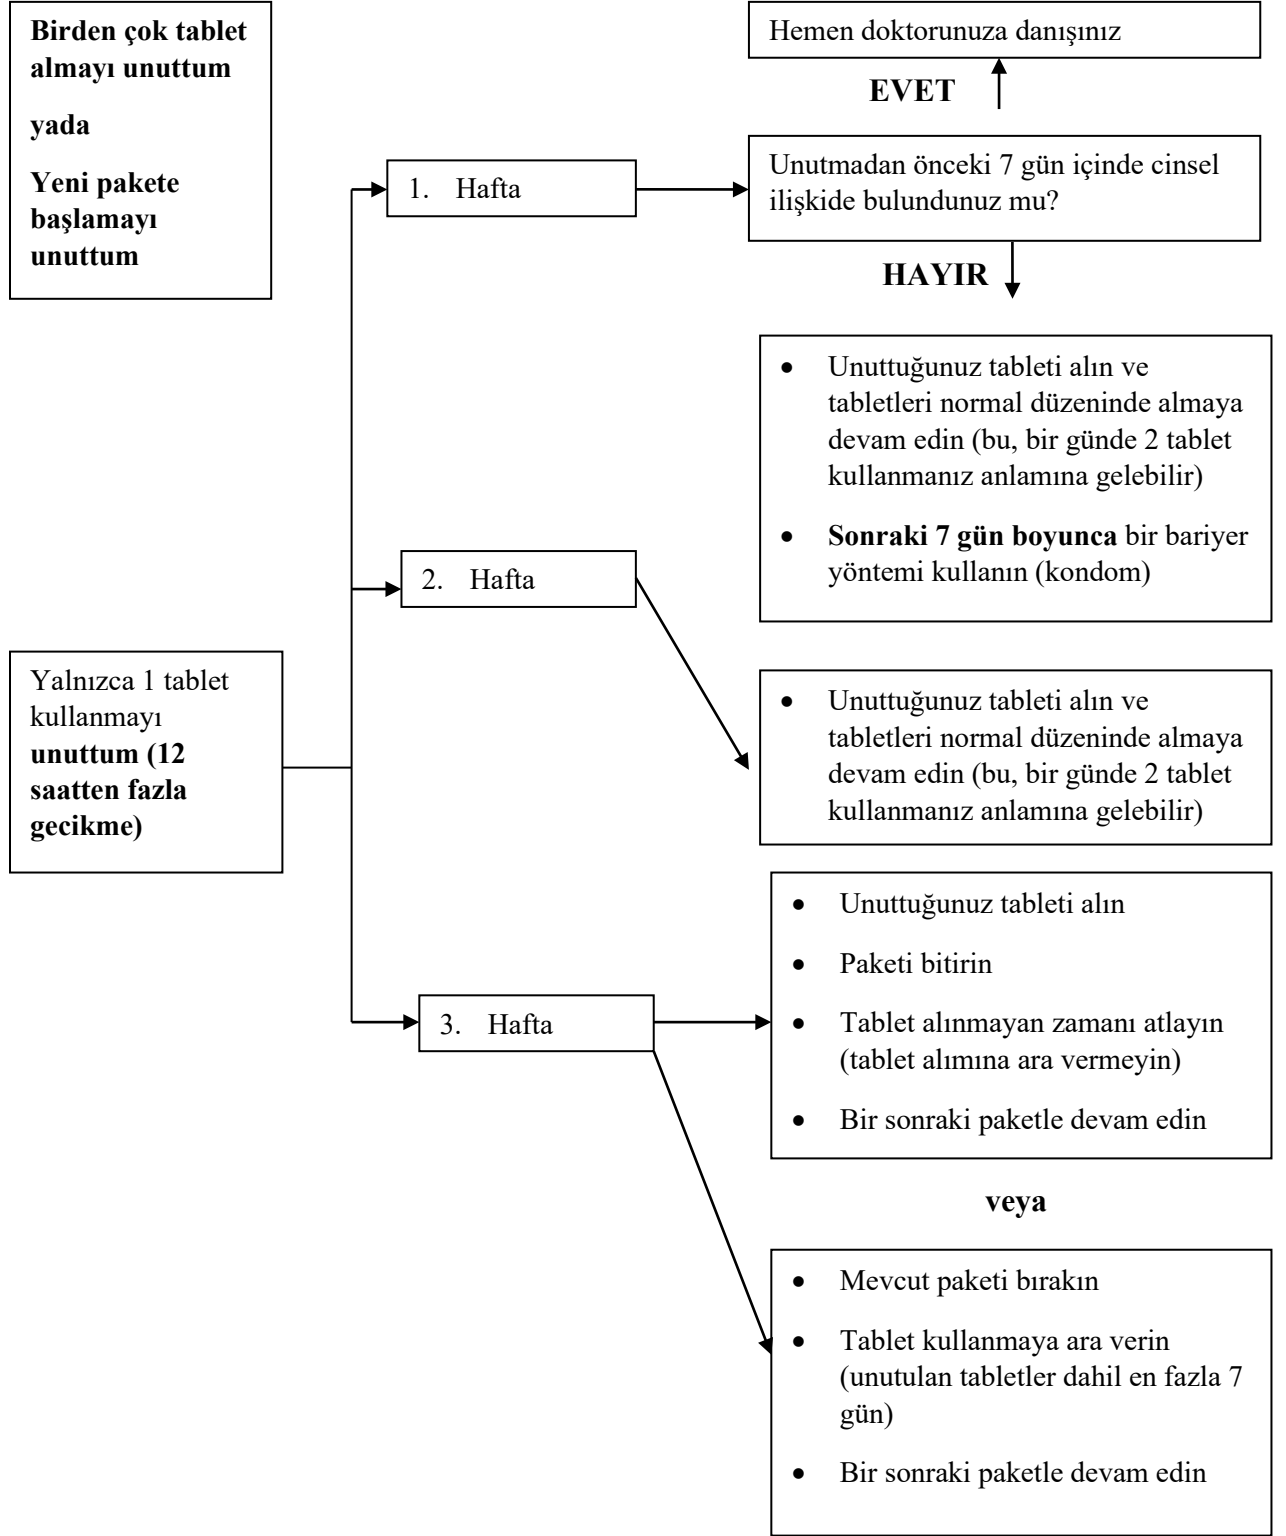 Birden çok tablet
almayı unuttum
yada
Yeni pakete
başlamayı
unuttum
Hemen doktorunuza danışınız
EVET
1. Hafta
Unutmadan önceki 7 gün içinde cinsel
ilişkide bulundunuz mu?
HAYIR
• Unuttuğunuz tableti alın ve
tabletleri normal düzeninde almaya
devam edin (bu, bir günde 2 tablet
kullanmanız anlamına gelebilir)
• Sonraki 7 gün boyunca bir bariyer
yöntemi kullanın (kondom)
2. Hafta
Yalnızca 1 tablet
kullanmayı
unuttum (12
saatten fazla
gecikme)
• Unuttuğunuz tableti alın ve
tabletleri normal düzeninde almaya
devam edin (bu, bir günde 2 tablet
kullanmanız anlamına gelebilir)
3. Hafta
• Unuttuğunuz tableti alın
• Paketi bitirin
• Tablet alınmayan zamanı atlayın
(tablet alımına ara vermeyin)
• Bir sonraki paketle devam edin
veya
• Mevcut paketi bırakın
• Tablet kullanmaya ara verin
(unutulan tabletler dahil en fazla 7
gün)
• Bir sonraki paketle devam edin